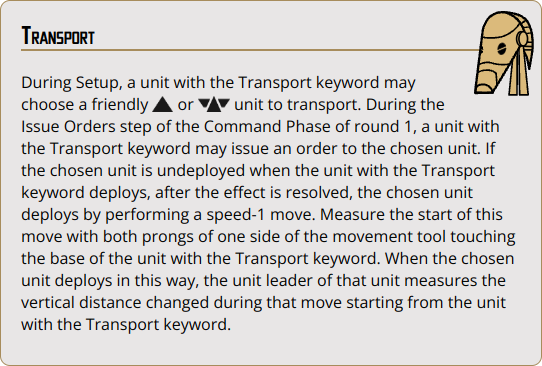 TRANSPORT
During Setup, a unit with the Transport keyword may
choose a friendly or unit to transport. During the
Issue Orders step of the Command Phase of round 1, a unit with
the Transport keyword may issue an order to the chosen unit. If
the chosen unit is undeployed when the unit with the Transport
keyword deploys, after the effect is resolved, the chosen unit
deploys by performing a speed-1 move. Measure the start of this
move with both prongs of one side of the movement tool touching
the base of the unit with the Transport keyword. When the chosen
unit deploys in this way, the unit leader of that unit measures the
vertical distance changed during that move starting from the unit
with the Transport keyword.